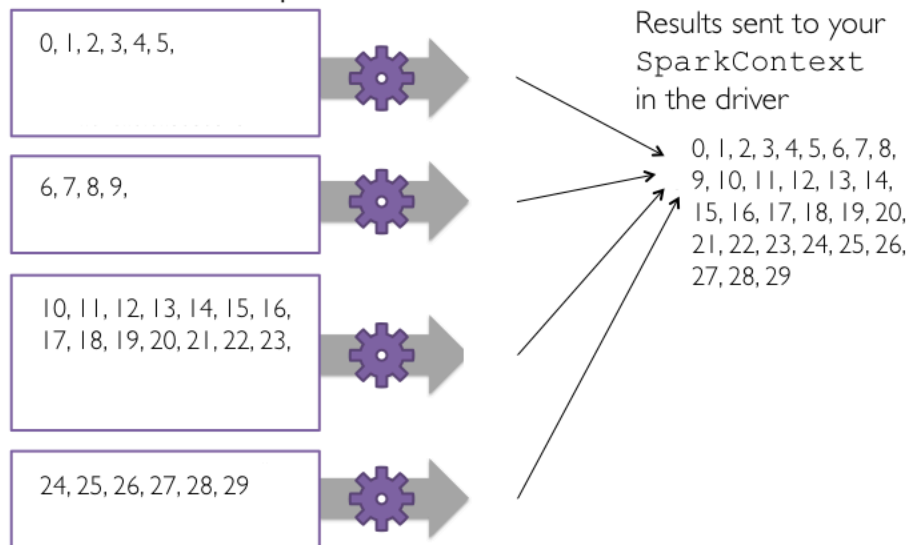 0, 1, 2, 3, 4, 5,
6, 7, 8, 9,
10, 11, 12, 13, 14, 15, 16,
17, 18, 19, 20, 21, 22, 23,
24, 25, 26, 27, 28, 29
Results sent to your
SparkContext
in the driver
0, 1, 2, 3, 4, 5, 6, 7, 8,
9, 10, 11, 12, 13, 14,
15, 16, 17, 18, 19, 20,
21, 22, 23, 24, 25, 26,
27, 28, 29